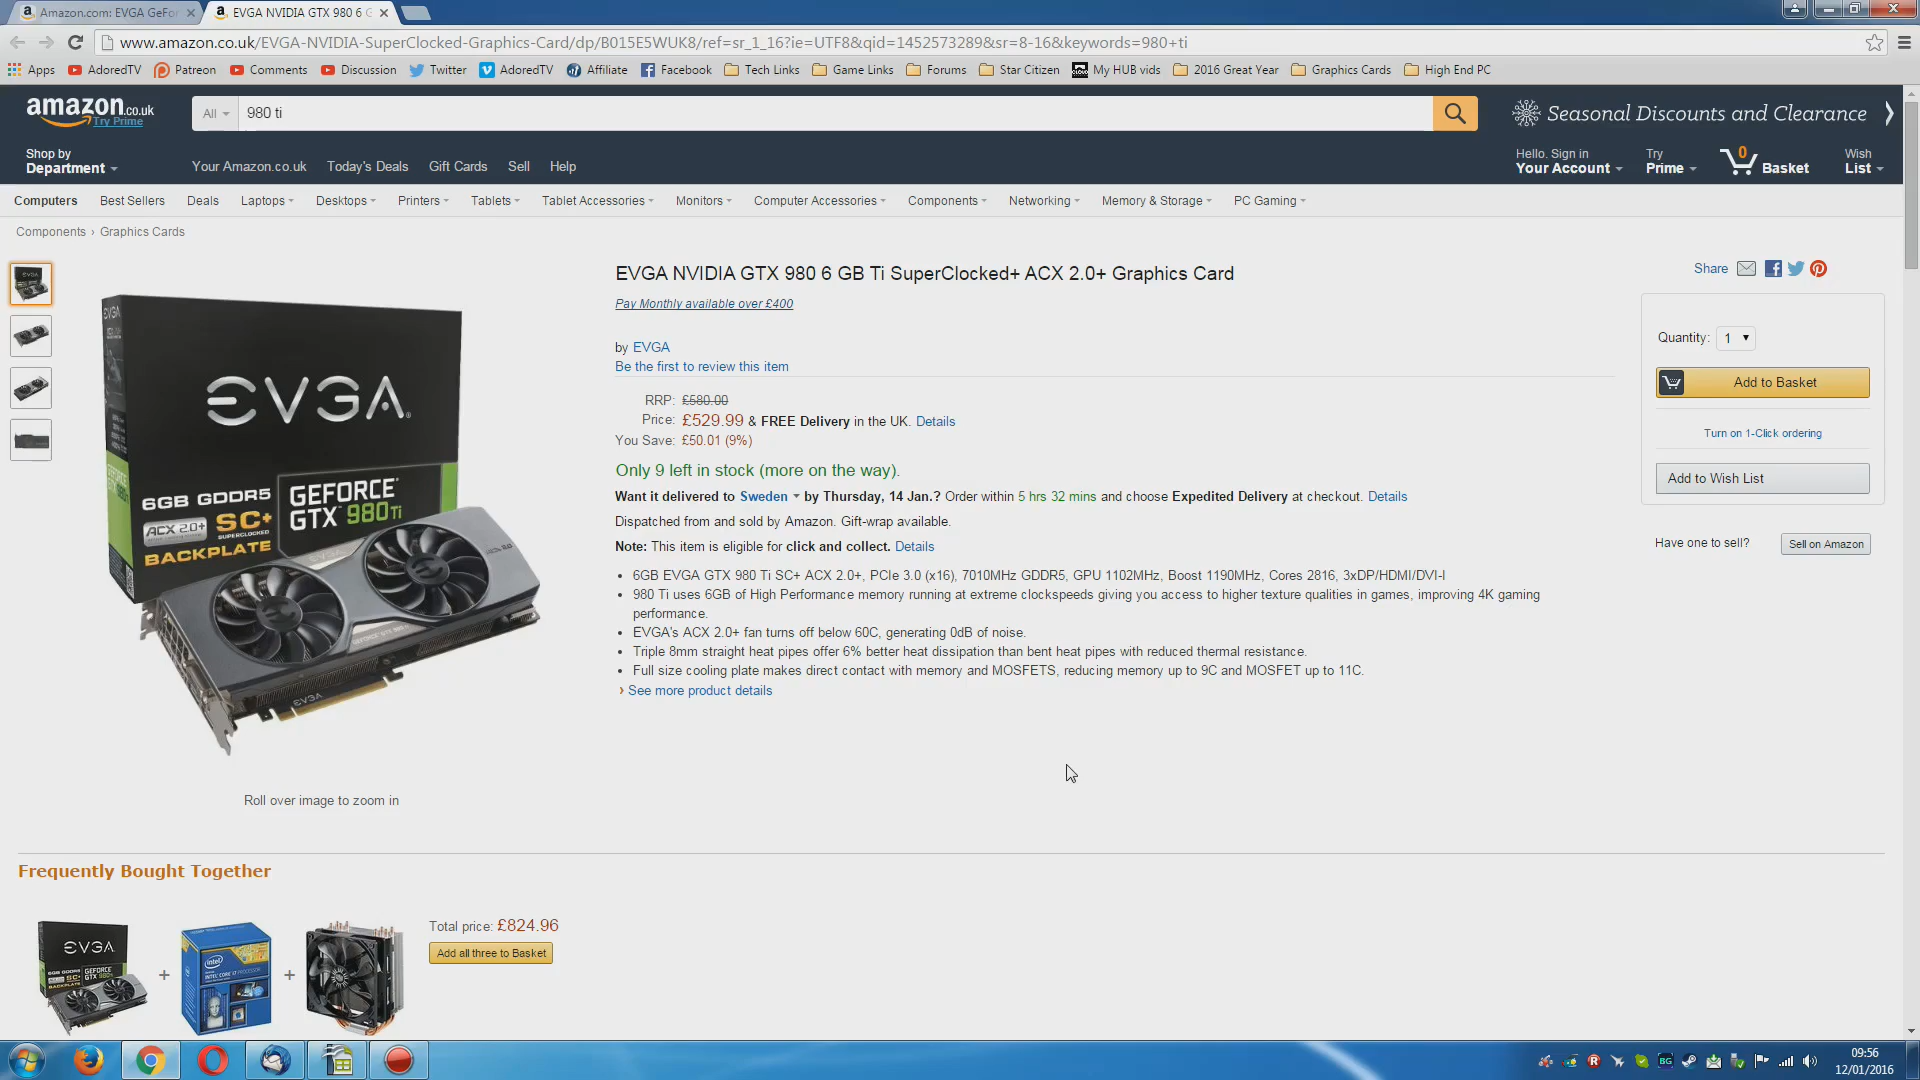 Amazon.com: EVGA GeFor
EVGA NVIDIA GTX 980 6 G
www.amazon.co.uk/EVGA-NVIDIA-SuperClocked-Graphics-Card/dp/B015E5WUK8/ref=sr_1_16?ie=UTF8&qid=1452573289&sr=8-16&keywords=980+ti
Apps AdoredTV Patreon Comments Discussion Twitter AdoredTV Affiliate Facebook Tech Links Game Links Forums Star Citizen My HUB vids 2016 Great Year Graphics Cards High End PC
amazon.co.uk
Try Prime
All
980 ti
Seasonal Discounts and Clearance
Shop by
Department
Your Amazon.co.uk Today's Deals Gift Cards Sell Help
Hello. Sign in
Your Account
Try
Prime
0
Basket
Wish
List
Computers Best Sellers Deals Laptops Desktops Printers Tablets Tablet Accessories Monitors Computer Accessories Components Networking Memory & Storage PC Gaming
Components › Graphics Cards
EVGA NVIDIA GTX 980 6 GB Ti SuperClocked+ ACX 2.0+ Graphics Card
Pay Monthly available over £400
by EVGA
Be the first to review this item
RRP: £580.00
Price: £529.99 & FREE Delivery in the UK. Details
You Save: £50.01 (9%)
Only 9 left in stock (more on the way).
Want it delivered to Sweden by Thursday, 14 Jan.? Order within 5 hrs 32 mins and choose Expedited Delivery at checkout. Details
Dispatched from and sold by Amazon. Gift-wrap available.
Note: This item is eligible for click and collect. Details
• 6GB EVGA GTX 980 Ti SC+ ACX 2.0+, PCIe 3.0 (x16), 7010MHz GDDR5, GPU 1102MHz, Boost 1190MHz, Cores 2816, 3xDP/HDMI/DVI-I
• 980 Ti uses 6GB of High Performance memory running at extreme clockspeeds giving you access to higher texture qualities in games, improving 4K gaming
performance.
• EVGA's ACX 2.0+ fan turns off below 60C, generating 0dB of noise.
• Triple 8mm straight heat pipes offer 6% better heat dissipation than bent heat pipes with reduced thermal resistance.
• Full size cooling plate makes direct contact with memory and MOSFETS, reducing memory up to 9C and MOSFET up to 11C.
› See more product details
Share
Quantity: 1
Add to Basket
Turn on 1-Click ordering
Add to Wish List
Have one to sell?
Sell on Amazon
EVGA
EVGA
6GB GDDR5
ACX 2.0+
SC+
SUPERCLOCKED
BACKPLATE
GEFORCE
GTX 980Ti
EVGA
Roll over image to zoom in
Frequently Bought Together
EVGA
+
intel
+
Total price: £824.96
Add all three to Basket
09:56
12/01/2016